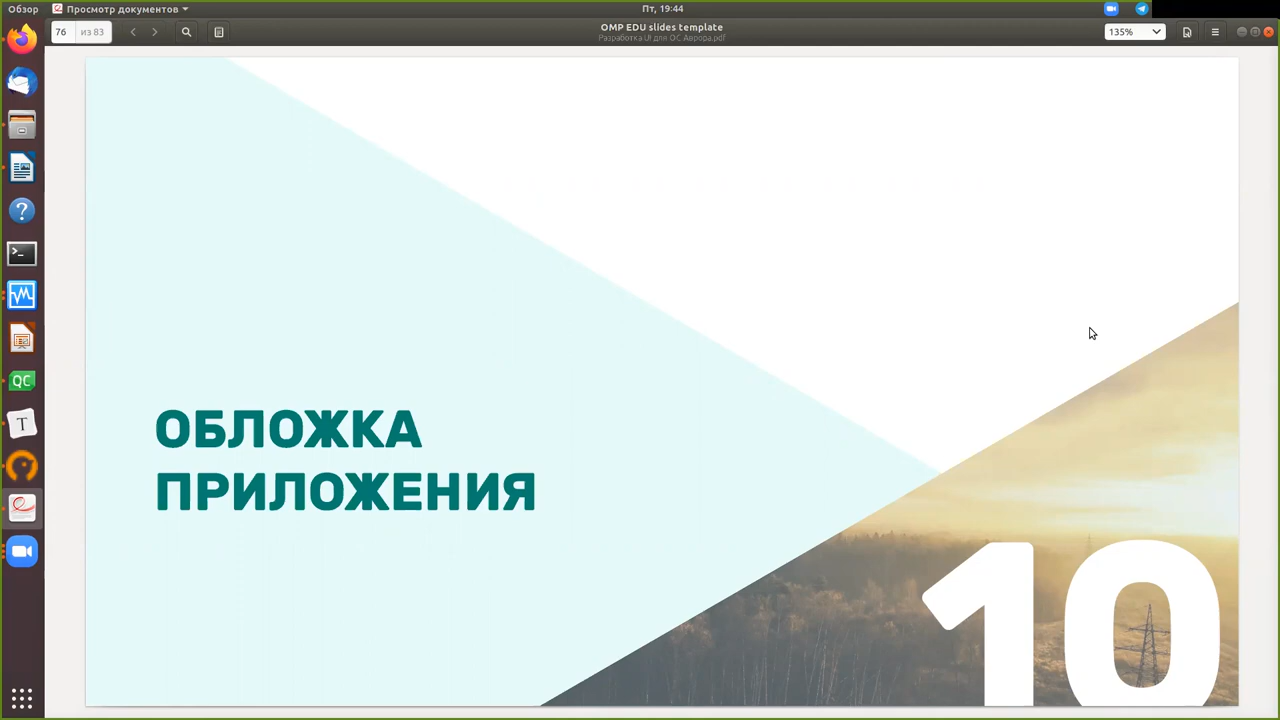 Обзор
Просмотр документов
Пт, 19:44
76 из 83
OMP EDU slides template
Разработка UI для ОС Аврора.pdf
135%
QC
T
ОБЛОЖКА
ПРИЛОЖЕНИЯ
10